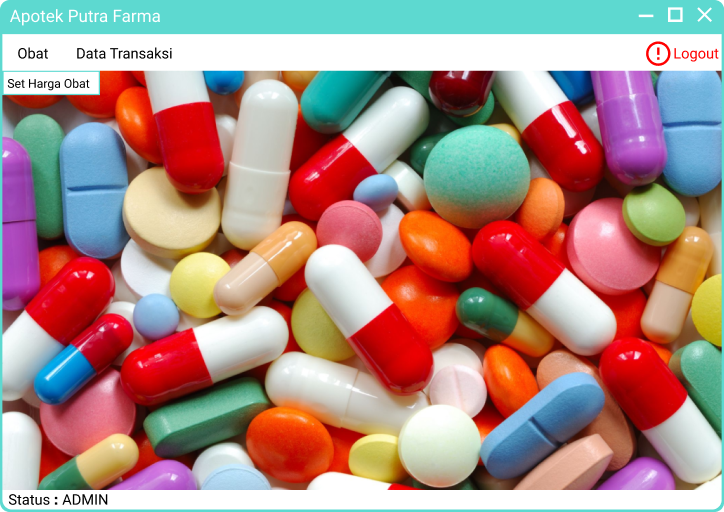 Apotek Putra Farma
Obat Data Transaksi Logout
Set Harga Obat
Status : ADMIN